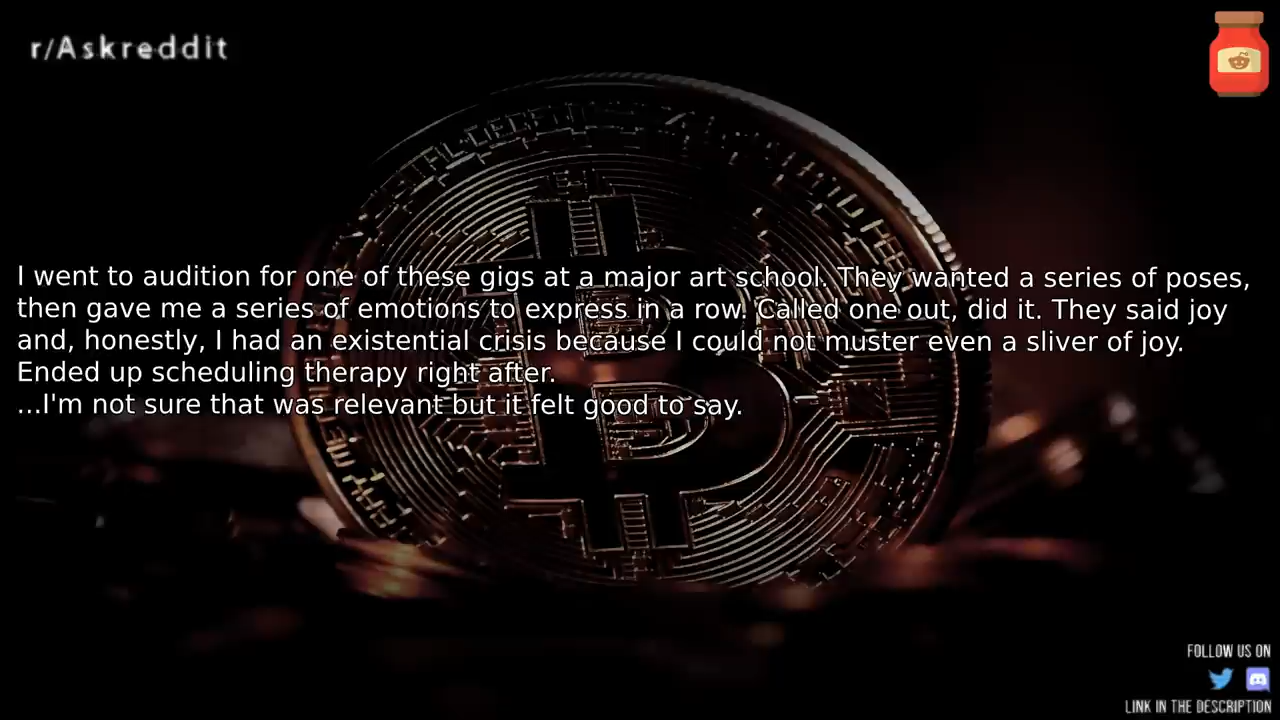 r/Askreddit
I went to audition for one of these gigs at a major art school. They wanted a series of poses,
then gave me a series of emotions to express in a row. Called one out, did it. They said joy
and, honestly, I had an existential crisis because I could not muster even a sliver of joy.
Ended up scheduling therapy right after.
...I'm not sure that was relevant but it felt good to say.
FOLLOW US ON
LINK IN THE DESCRIPTION